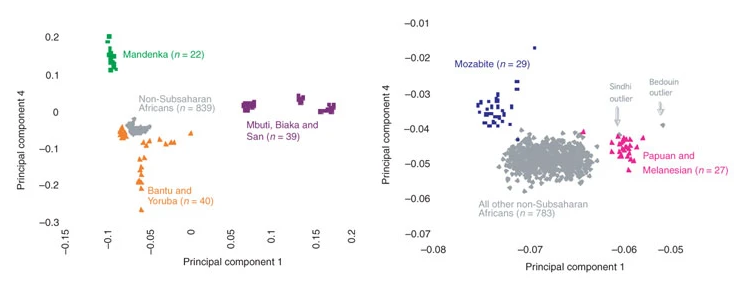 Principal component 4
0.2
0.1
0
−0.1
−0.2
−0.3
Mandenka (n = 22)
Non-Subsaharan
Africans (n = 839)
Mbuti, Biaka and
San (n = 39)
Bantu and
Yoruba (n = 40)
−0.15
−0.1
−0.05
0
0.05
0.1
0.15
0.2
Principal component 1
Principal component 4
−0.01
−0.02
−0.03
−0.04
−0.05
−0.06
−0.07
Mozabite (n = 29)
Sindhi
outlier
Bedouin
outlier
Papuan and
Melanesian (n = 27)
All other non-Subsaharan
Africans (n = 783)
−0.08
−0.07
−0.06
−0.05
Principal component 1